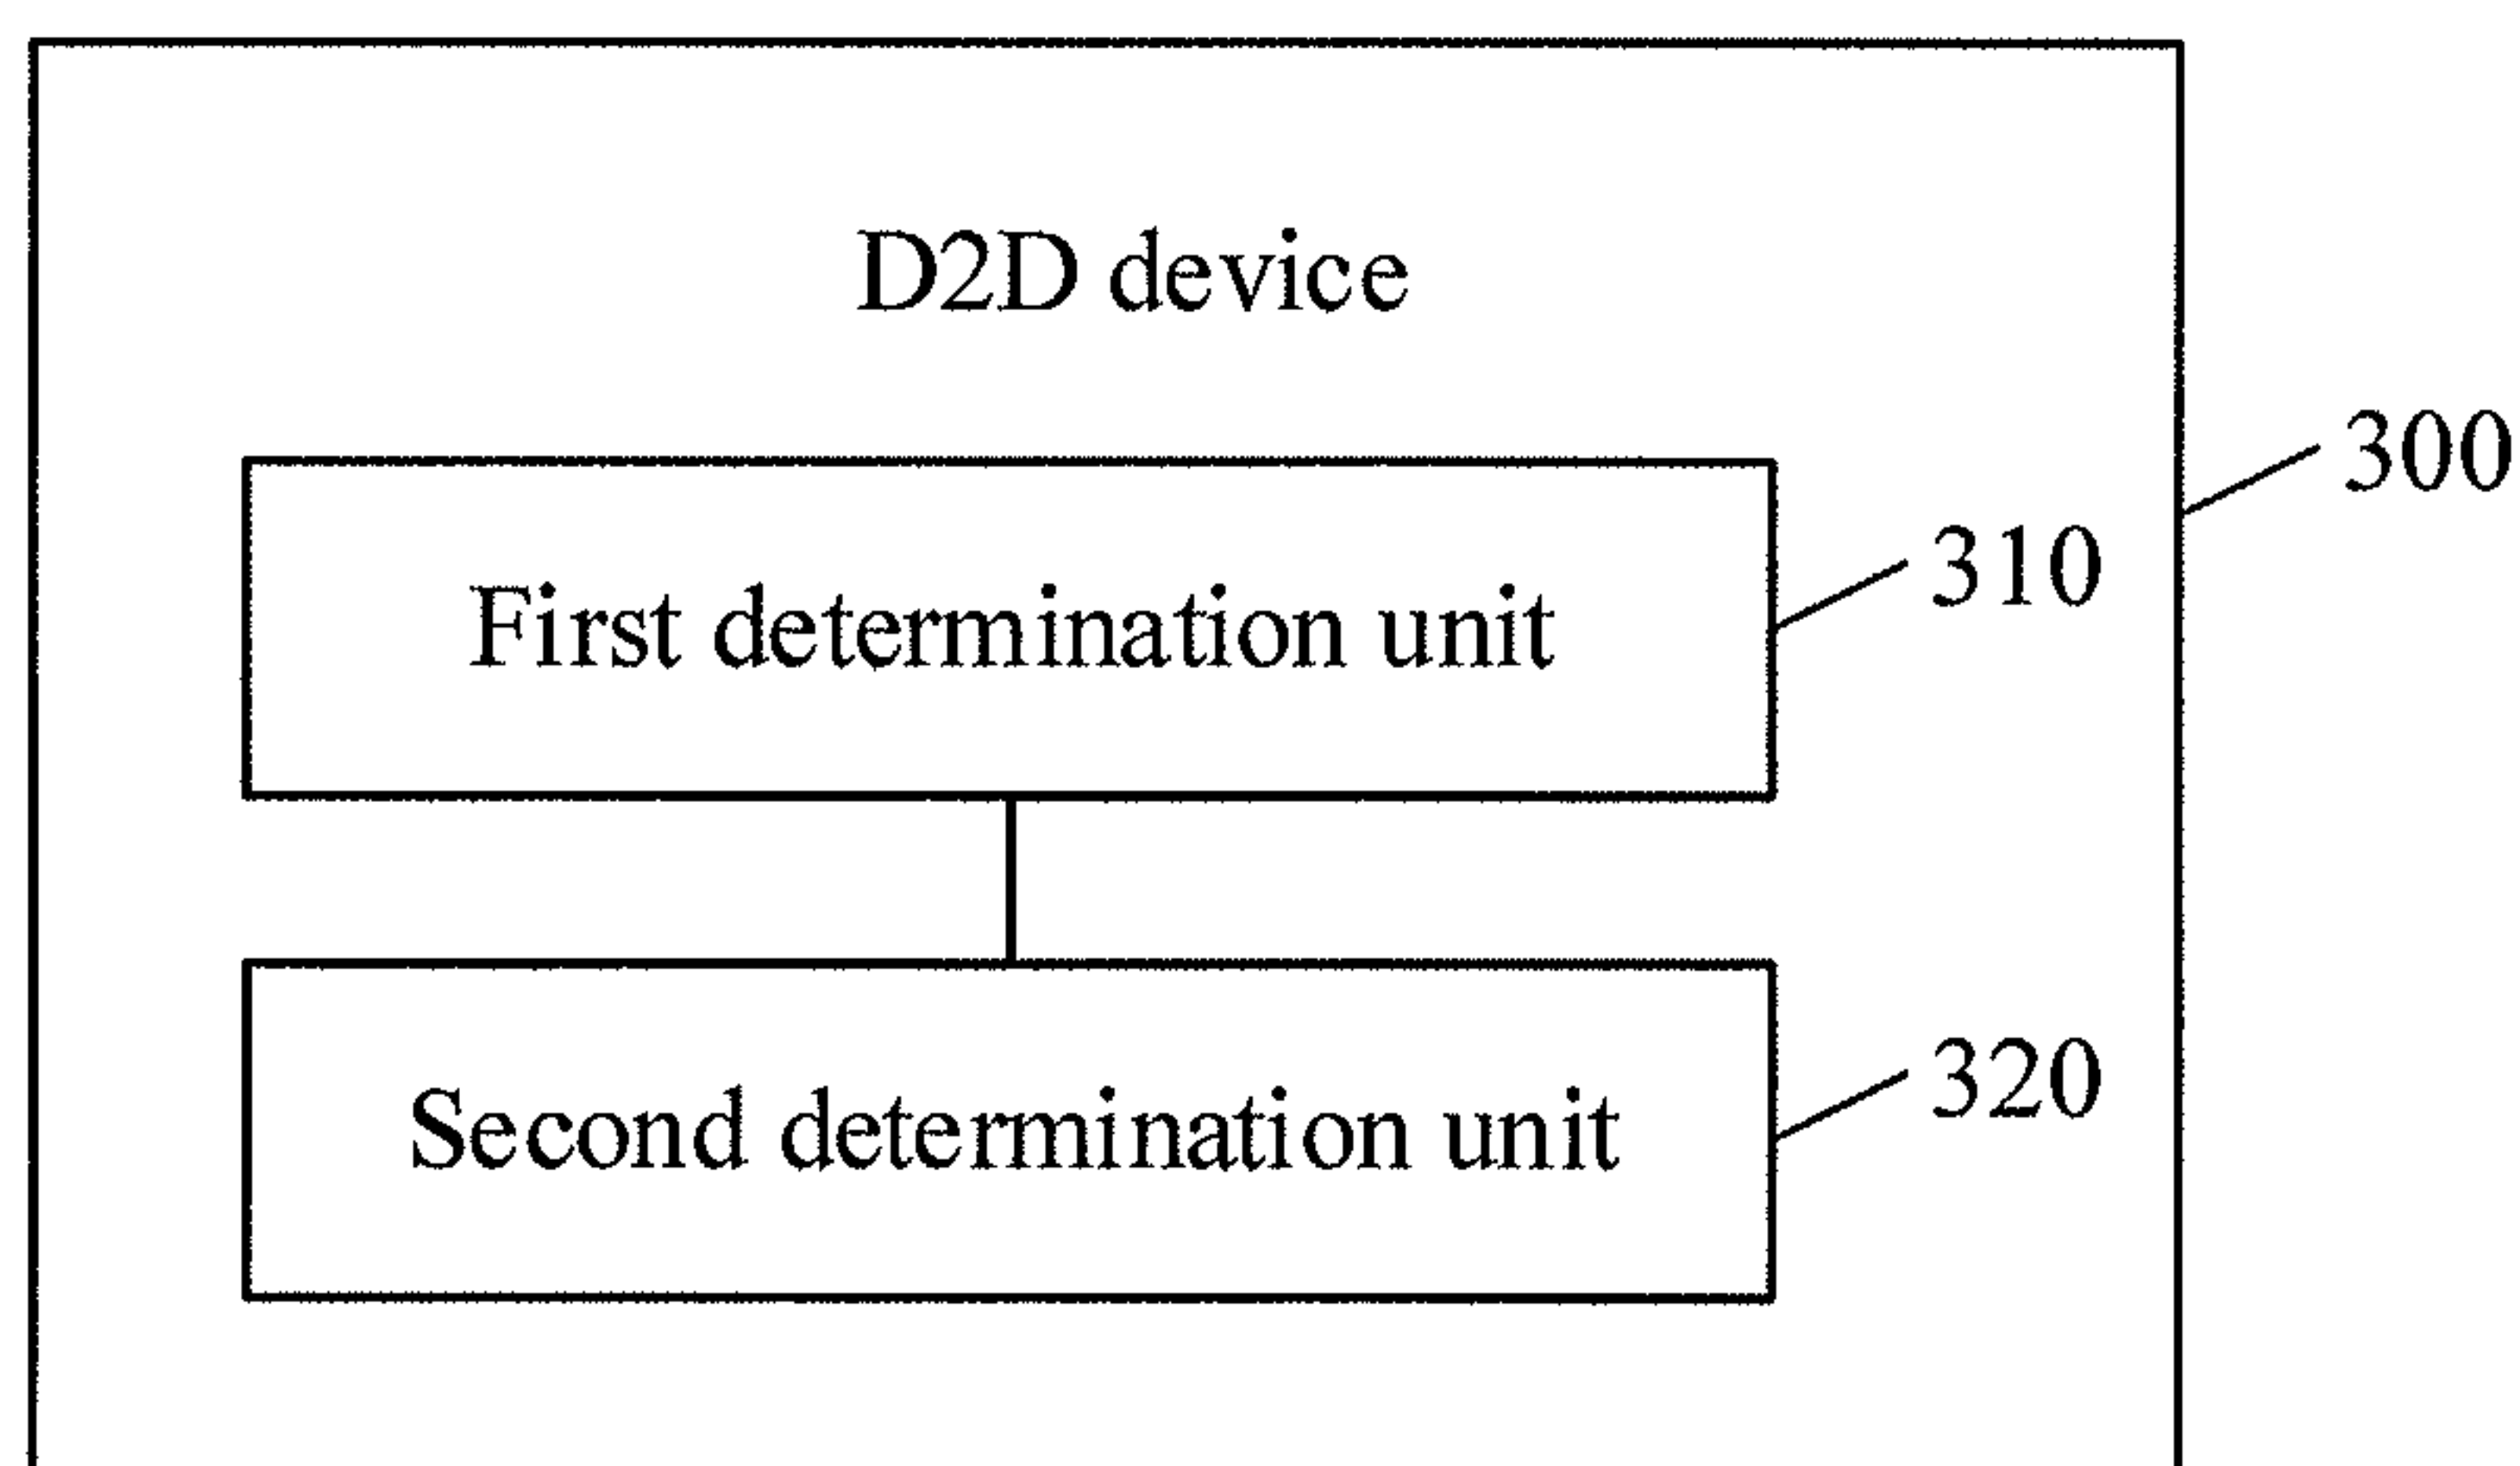 D2D device
300
310
First determination unit
320
Second determination unit